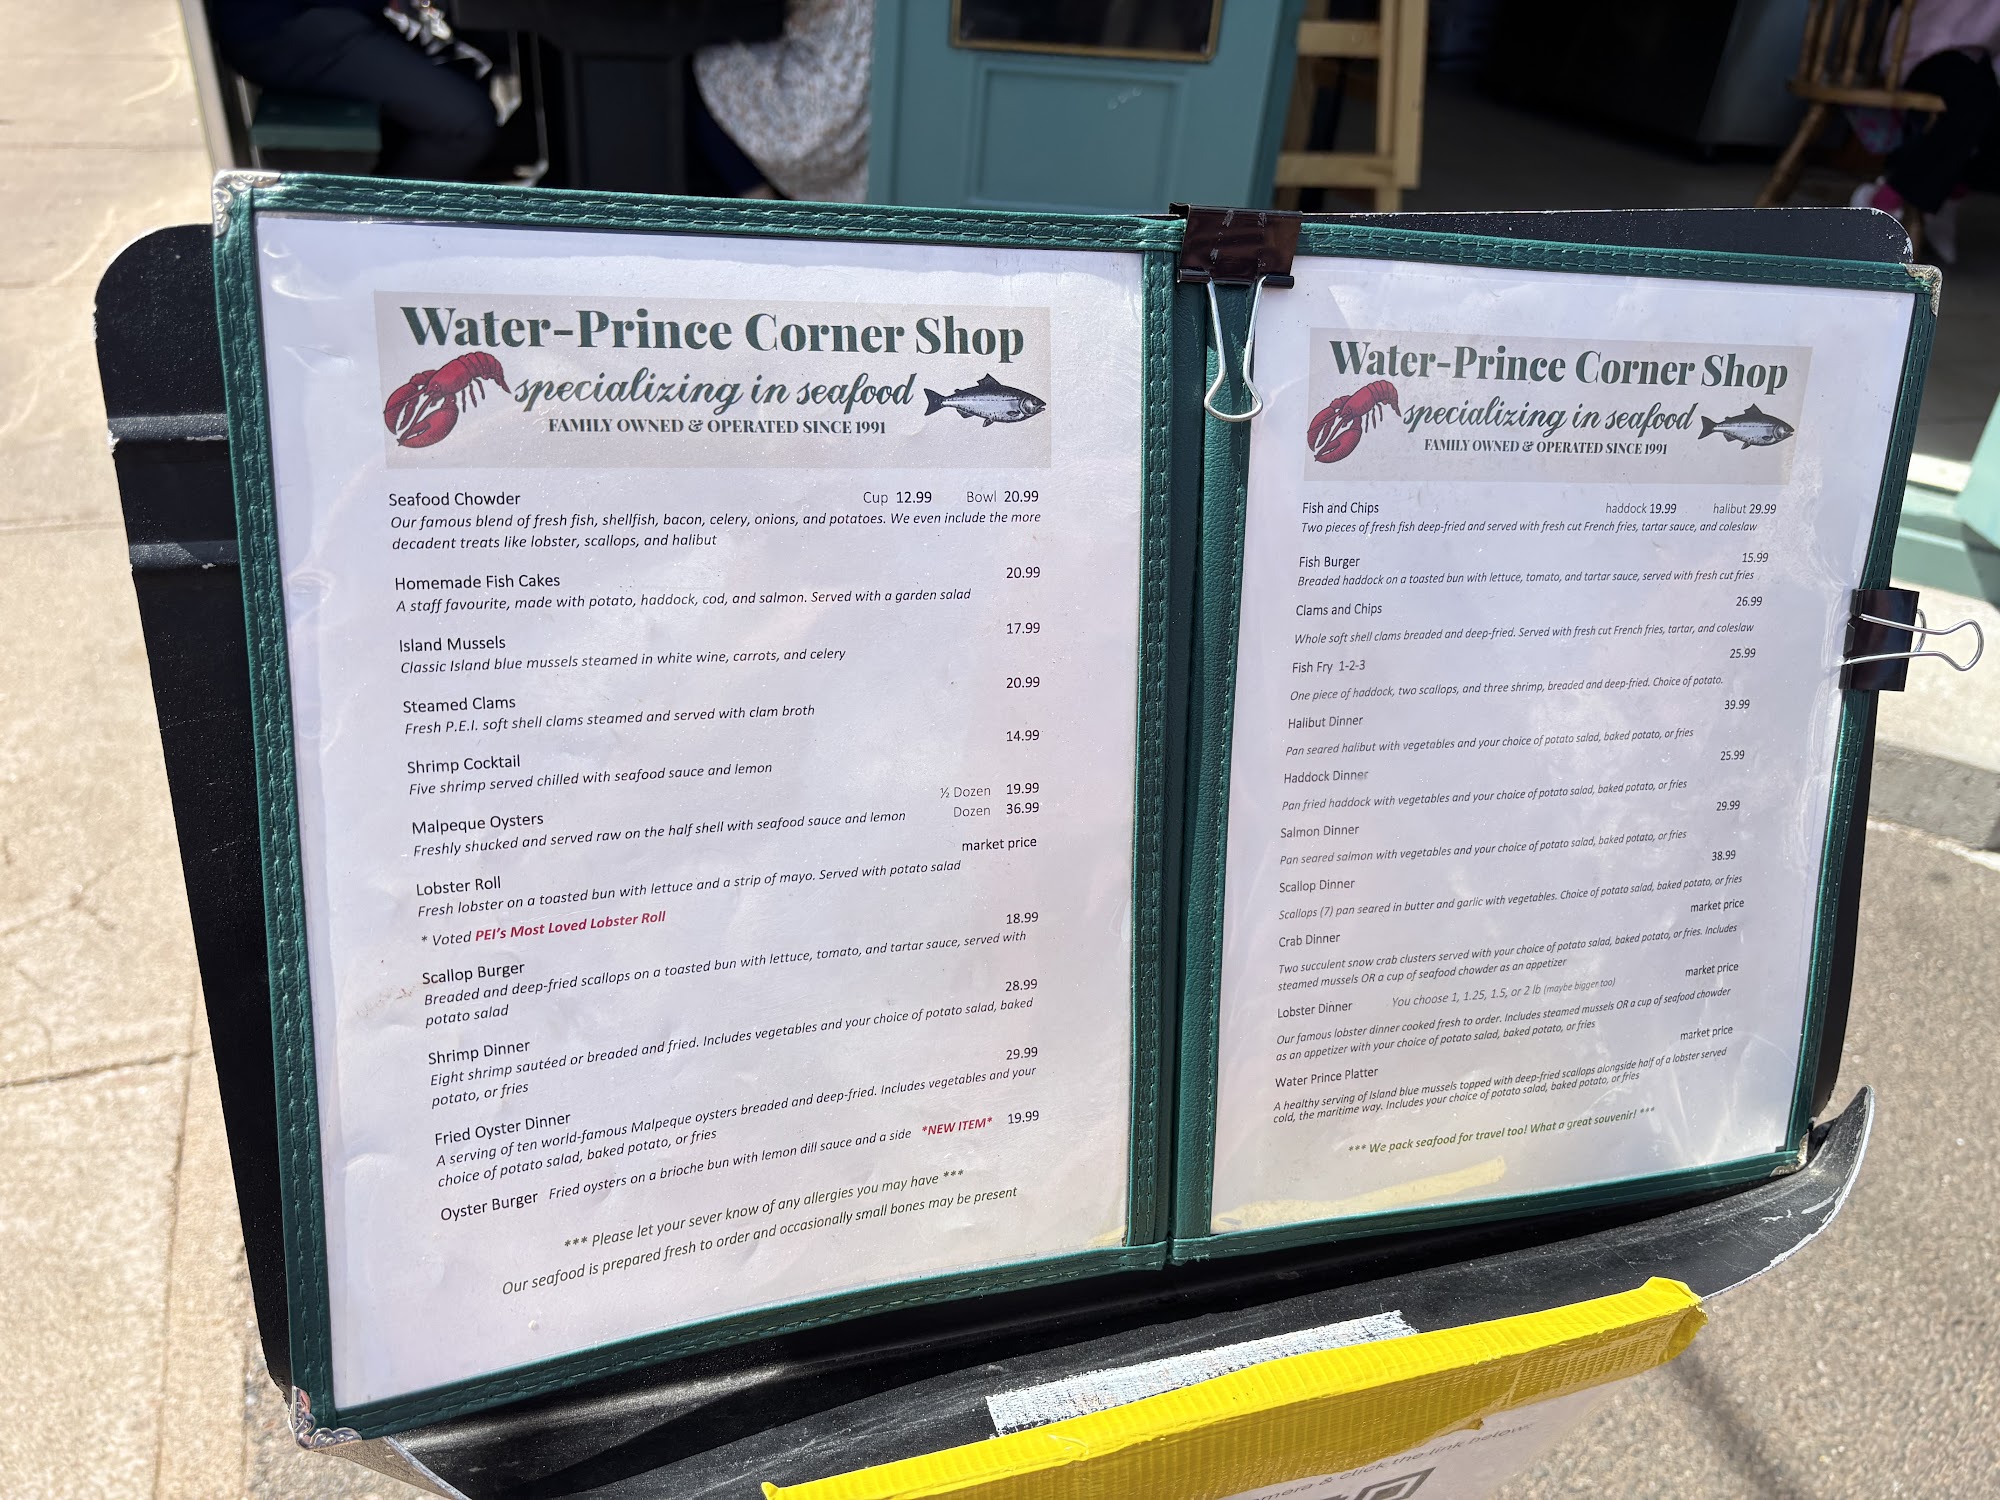 Water-Prince Corner Shop
specializing in seafood
FAMILY OWNED & OPERATED SINCE 1991
Seafood Chowder Cup 12.99 Bowl 20.99
Our famous blend of fresh fish, shellfish, bacon, celery, onions, and potatoes. We even include the more
decadent treats like lobster, scallops, and halibut
Homemade Fish Cakes 20.99
A staff favourite, made with potato, haddock, cod, and salmon. Served with a garden salad
Island Mussels 17.99
Classic Island blue mussels steamed in white wine, carrots, and celery
Steamed Clams 20.99
Fresh P.E.I. soft shell clams steamed and served with clam broth
Shrimp Cocktail 14.99
Five shrimp served chilled with seafood sauce and lemon
Malpeque Oysters ½ Dozen 19.99
Dozen 36.99
Freshly shucked and served raw on the half shell with seafood sauce and lemon
Lobster Roll market price
Fresh lobster on a toasted bun with lettuce and a strip of mayo. Served with potato salad
* Voted PEI's Most Loved Lobster Roll
Scallop Burger 18.99
Breaded and deep-fried scallops on a toasted bun with lettuce, tomato, and tartar sauce, served with
potato salad
Shrimp Dinner 28.99
Eight shrimp sautéed or breaded and fried. Includes vegetables and your choice of potato salad, baked
potato, or fries
Fried Oyster Dinner 29.99
A serving of ten world-famous Malpeque oysters breaded and deep-fried. Includes vegetables and your
choice of potato salad, baked potato, or fries
Oyster Burger Fried oysters on a brioche bun with lemon dill sauce and a side *NEW ITEM* 19.99
*** Please let your sever know of any allergies you may have ***
Our seafood is prepared fresh to order and occasionally small bones may be present
Water-Prince Corner Shop
specializing in seafood
FAMILY OWNED & OPERATED SINCE 1991
Fish and Chips haddock 19.99 halibut 29.99
Two pieces of fresh fish deep-fried and served with fresh cut French fries, tartar sauce, and coleslaw
Fish Burger 15.99
Breaded haddock on a toasted bun with lettuce, tomato, and tartar sauce, served with fresh cut fries
Clams and Chips 26.99
Whole soft shell clams breaded and deep-fried. Served with fresh cut French fries, tartar, and coleslaw
Fish Fry 1-2-3 25.99
One piece of haddock, two scallops, and three shrimp, breaded and deep-fried. Choice of potato.
Halibut Dinner 39.99
Pan seared halibut with vegetables and your choice of potato salad, baked potato, or fries
Haddock Dinner 25.99
Pan fried haddock with vegetables and your choice of potato salad, baked potato, or fries
Salmon Dinner 29.99
Pan seared salmon with vegetables and your choice of potato salad, baked potato, or fries
Scallop Dinner 38.99
Scallops (7) pan seared in butter and garlic with vegetables. Choice of potato salad, baked potato, or fries
Crab Dinner market price
Two succulent snow crab clusters served with your choice of potato salad, baked potato, or fries. Includes
steamed mussels OR a cup of seafood chowder as an appetizer
Lobster Dinner You choose 1, 1.25, 1.5, or 2 lb (maybe bigger too) market price
Our famous lobster dinner cooked fresh to order. Includes steamed mussels OR a cup of seafood chowder
as an appetizer with your choice of potato salad, baked potato, or fries
Water Prince Platter market price
A healthy serving of Island blue mussels topped with deep-fried scallops alongside half of a lobster served
cold, the maritime way. Includes your choice of potato salad, baked potato, or fries
*** We pack seafood for travel too! What a great souvenir! ***
& click the link below